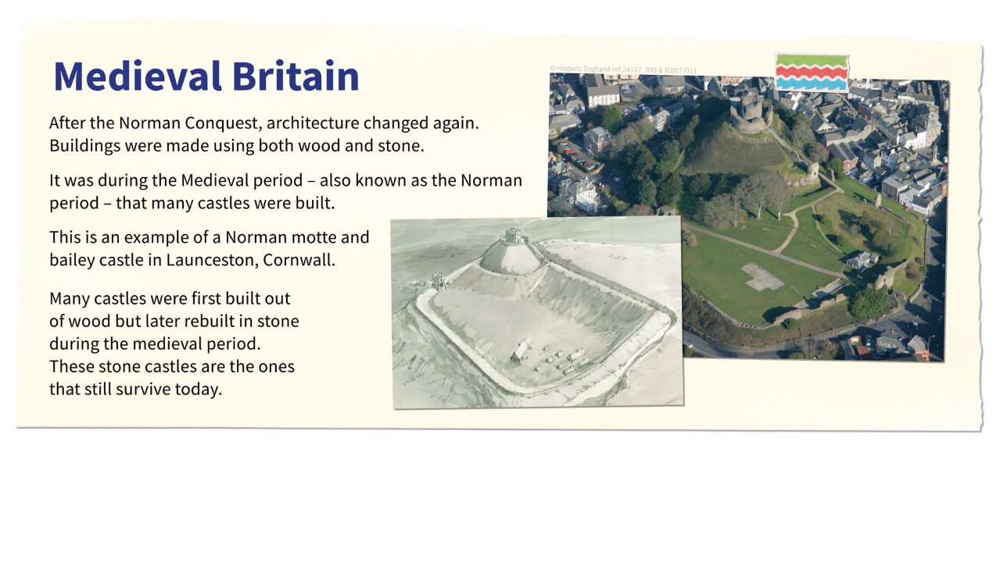 Medieval Britain
© Historic England ref:24167_003 & IC057/011
After the Norman Conquest, architecture changed again.
Buildings were made using both wood and stone.
It was during the Medieval period – also known as the Norman
period – that many castles were built.
This is an example of a Norman motte and
bailey castle in Launceston, Cornwall.
Many castles were first built out
of wood but later rebuilt in stone
during the medieval period.
These stone castles are the ones
that still survive today.